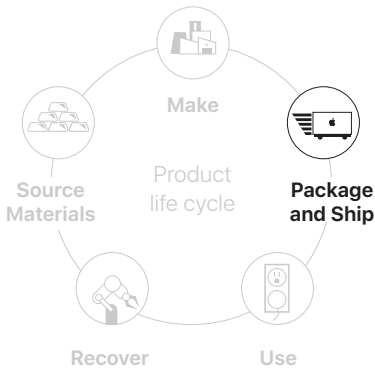 Make
Product
life cycle
Source
Materials
Package
and Ship
Recover
Use